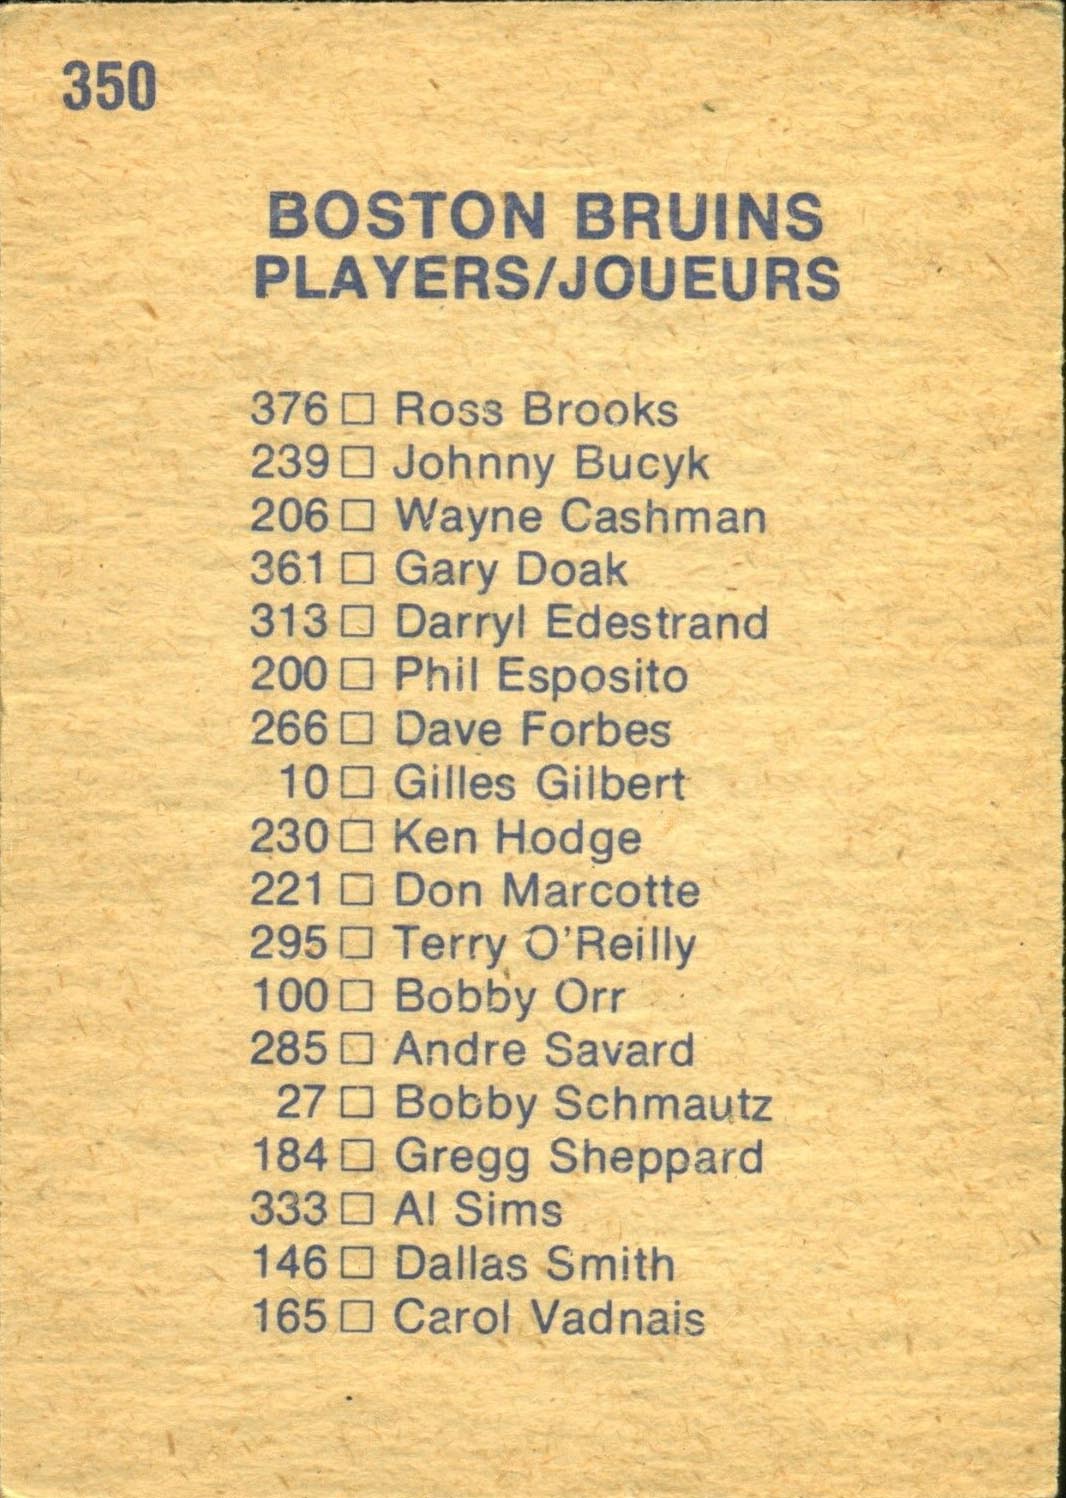 350
BOSTON BRUINS
PLAYERS/JOUEURS
376 □ Ross Brooks
239 □ Johnny Bucyk
206 □ Wayne Cashman
361 □ Gary Doak
313 □ Darryl Edestrand
200 □ Phil Esposito
266 □ Dave Forbes
10 □ Gilles Gilbert
230 □ Ken Hodge
221 □ Don Marcotte
295 □ Terry O'Reilly
100 □ Bobby Orr
285 □ Andre Savard
27 □ Bobby Schmautz
184 □ Gregg Sheppard
333 □ Al Sims
146 □ Dallas Smith
165 □ Carol Vadnais